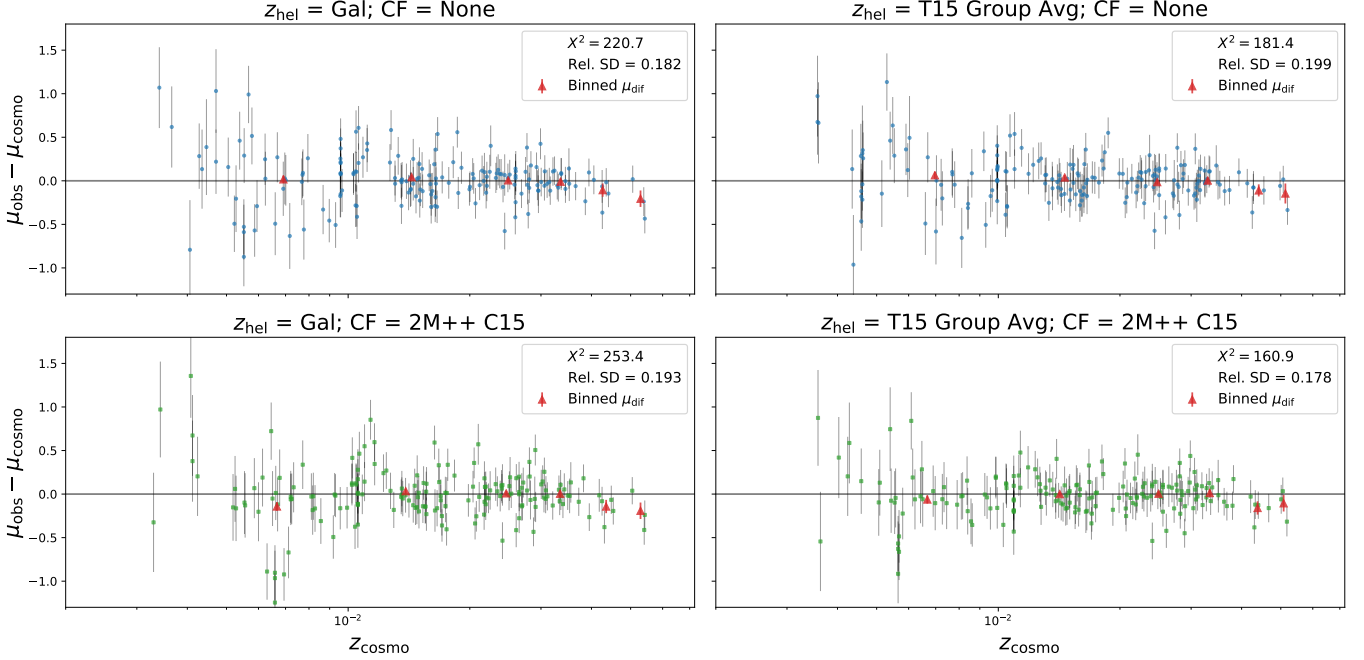 z_hel = Gal; CF = None
z_hel = T15 Group Avg; CF = None
μ_obs − μ_cosmo
1.5
1.0
0.5
0.0
−0.5
−1.0
X² = 220.7
Rel. SD = 0.182
Binned μ_dif
X² = 181.4
Rel. SD = 0.199
Binned μ_dif
z_hel = Gal; CF = 2M++ C15
z_hel = T15 Group Avg; CF = 2M++ C15
μ_obs − μ_cosmo
1.5
1.0
0.5
0.0
−0.5
−1.0
X² = 253.4
Rel. SD = 0.193
Binned μ_dif
X² = 160.9
Rel. SD = 0.178
Binned μ_dif
10⁻²
10⁻²
z_cosmo
z_cosmo